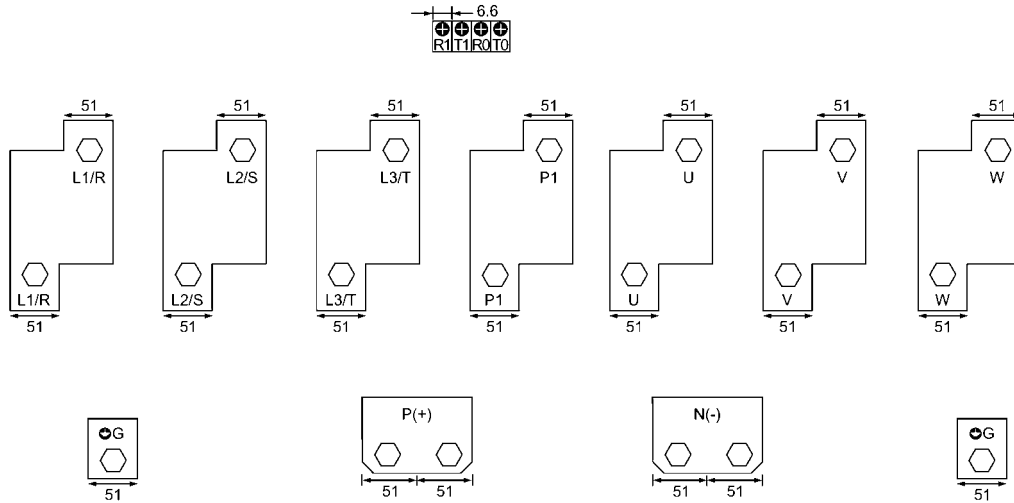 6.6
R1 T1 R0 T0
51 51 51 51 51 51 51
L1/R L2/S L3/T P1 U V W
L1/R L2/S L3/T P1 U V W
51 51 51 51 51 51 51
P(+) N(-)
G G
51 51 51 51
51 51